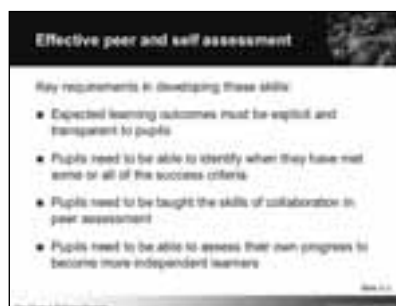 Effective peer and self assessment
Key requirements in developing these skills:
■ Expected learning outcomes must be explicit and
transparent to pupils
■ Pupils need to be able to identify when they have met
some or all of the success criteria
■ Pupils need to be taught the skills of collaboration in
peer assessment
■ Pupils need to be able to assess their own progress to
become more independent learners